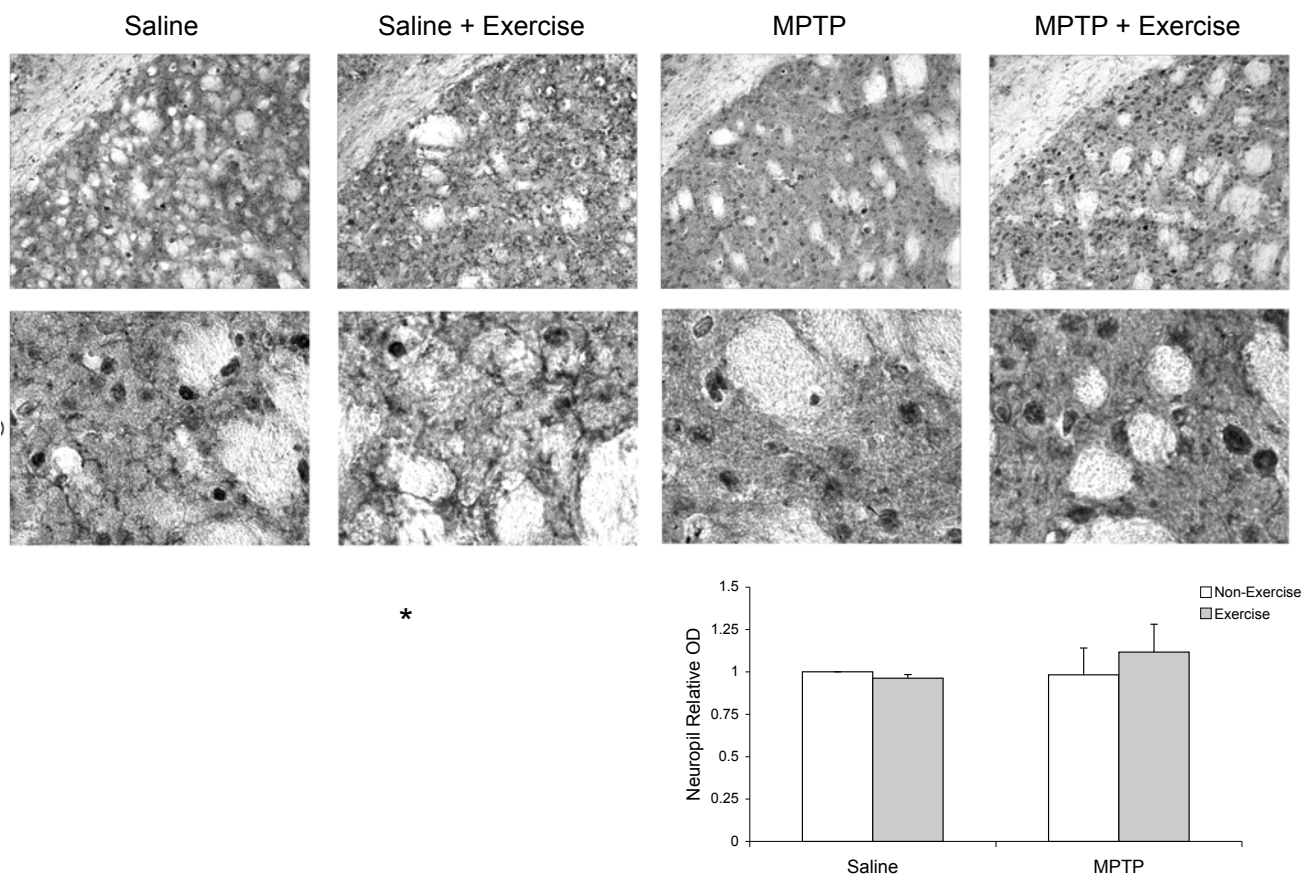 Saline
Saline + Exercise
MPTP
MPTP + Exercise
)
*
Non-Exercise
Exercise
Neuropil Relative OD
1.5
1.25
1
0.75
0.5
0.25
0
Saline
MPTP